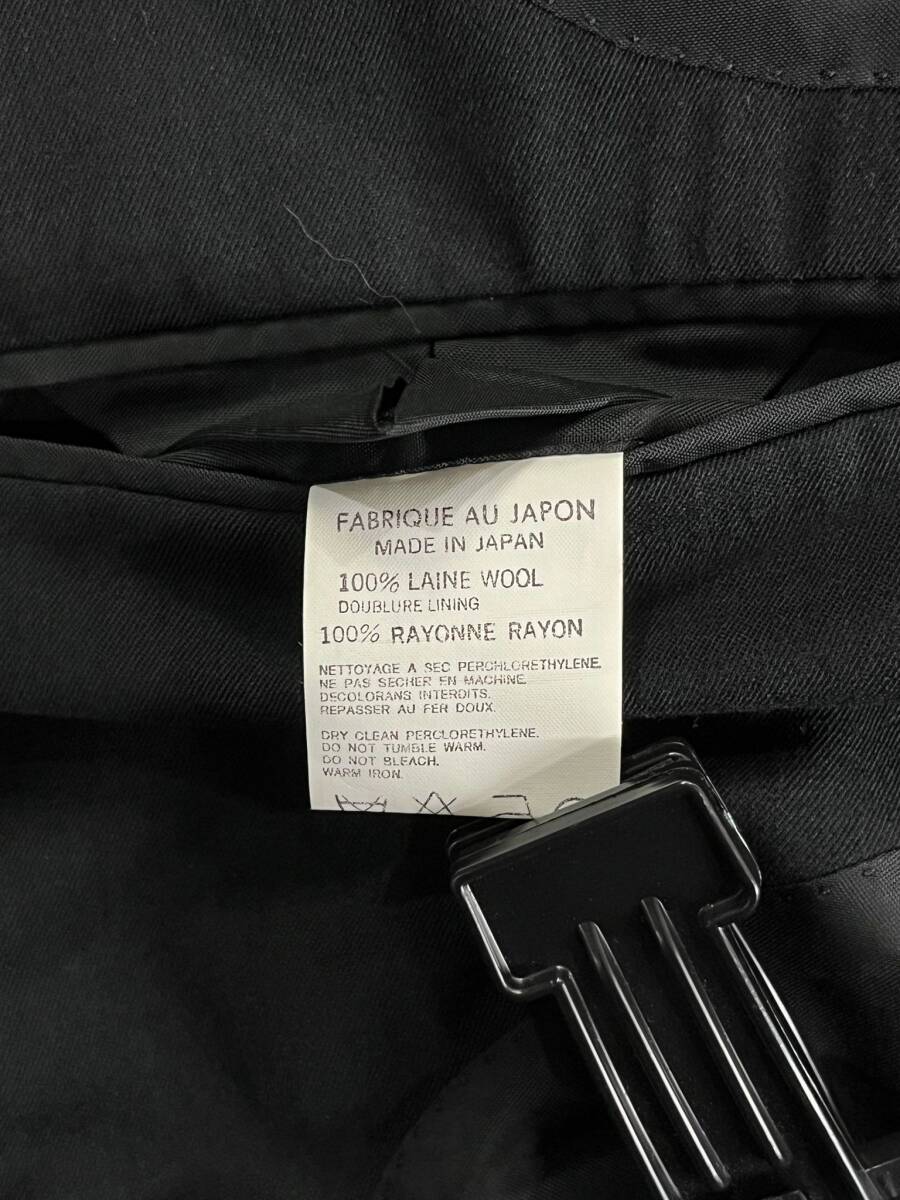 FABRIQUE AU JAPON
MADE IN JAPAN
100% LAINE WOOL
DOUBLURE LINING
100% RAYONNE RAYON
NETTOYAGE A SEC PERCHLORETHYLENE.
NE PAS SECHER EN MACHINE.
DECOLORANS INTERDITS.
REPASSER AU FER DOUX.
DRY CLEAN PERCLORETHYLENE.
DO NOT TUMBLE WARM.
DO NOT BLEACH.
WARM IRON.